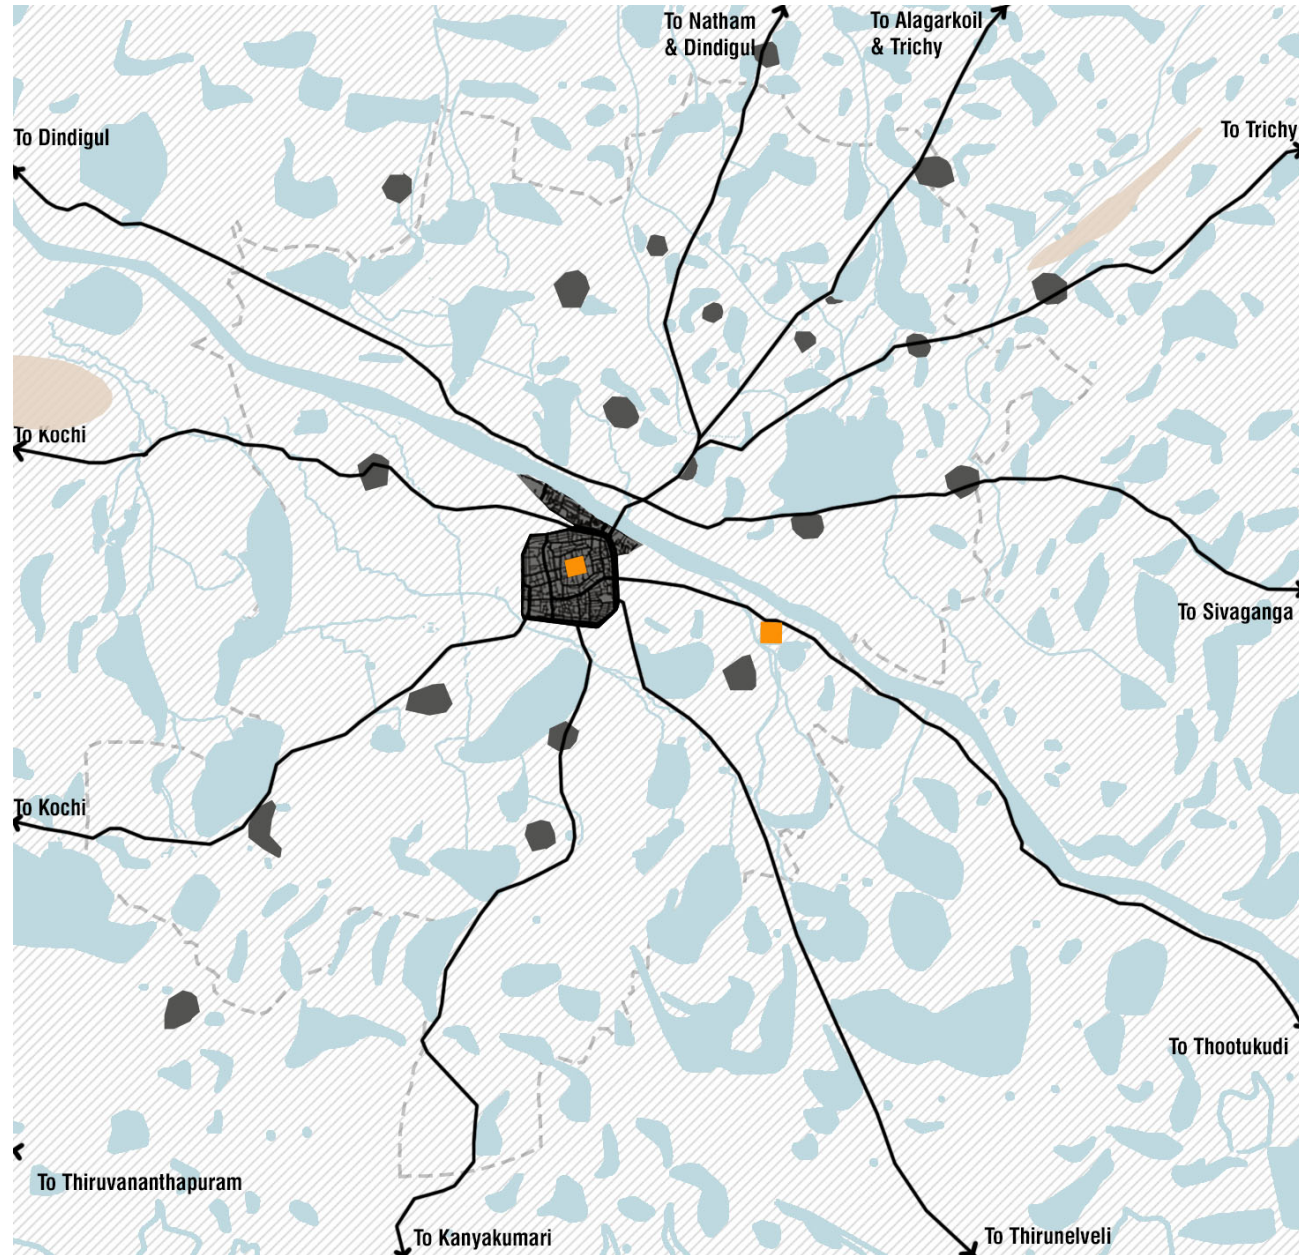 To Natham
& Dindigul
To Alagarkoil
& Trichy
To Dindigul
To Trichy
To Kochi
To Sivaganga
To Kochi
To Thootukudi
To Thiruvananthapuram
To Kanyakumari
To Thirunelveli